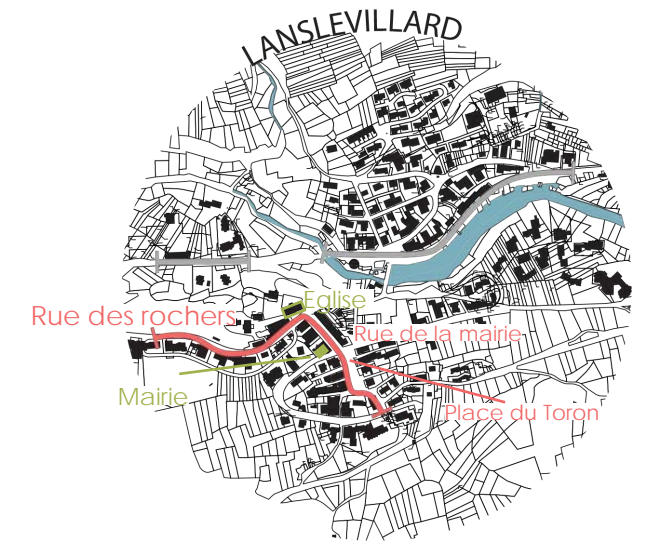 LANSLEVILLARD
Eglise
Rue des rochers
Rue de la mairie
Mairie
Place du Toron